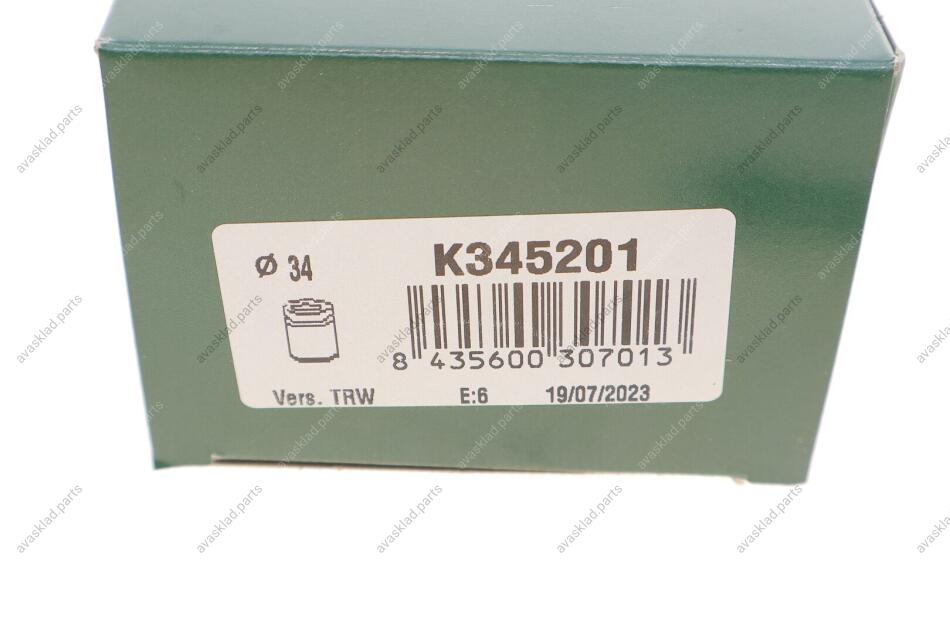 Ø 34
K345201
8 435600 307013
Vers. TRW E:6 19/07/2023
avasklad.parts